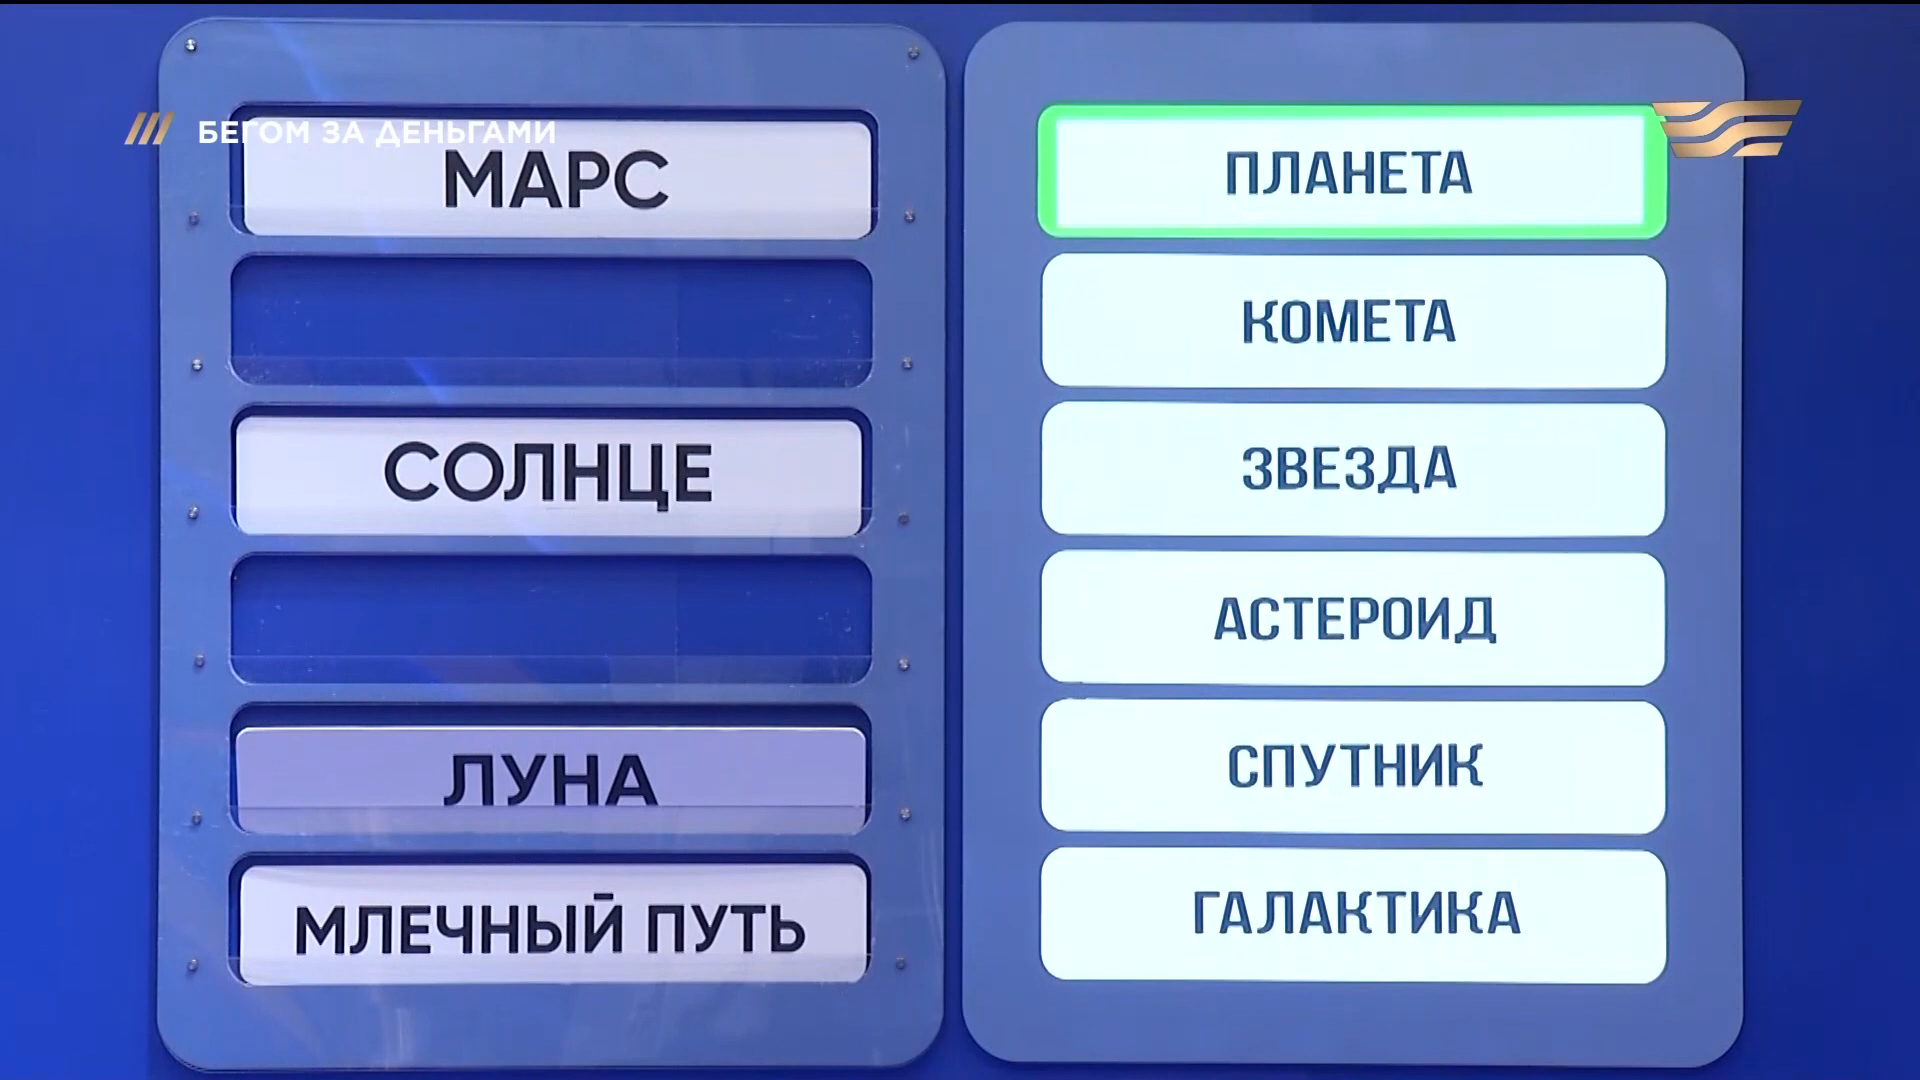 БЕГОМ ЗА ДЕНЬГАМИ
МАРС
ПЛАНЕТА
КОМЕТА
СОЛНЦЕ
ЗВЕЗДА
АСТЕРОИД
ЛУНА
СПУТНИК
МЛЕЧНЫЙ ПУТЬ
ГАЛАКТИКА